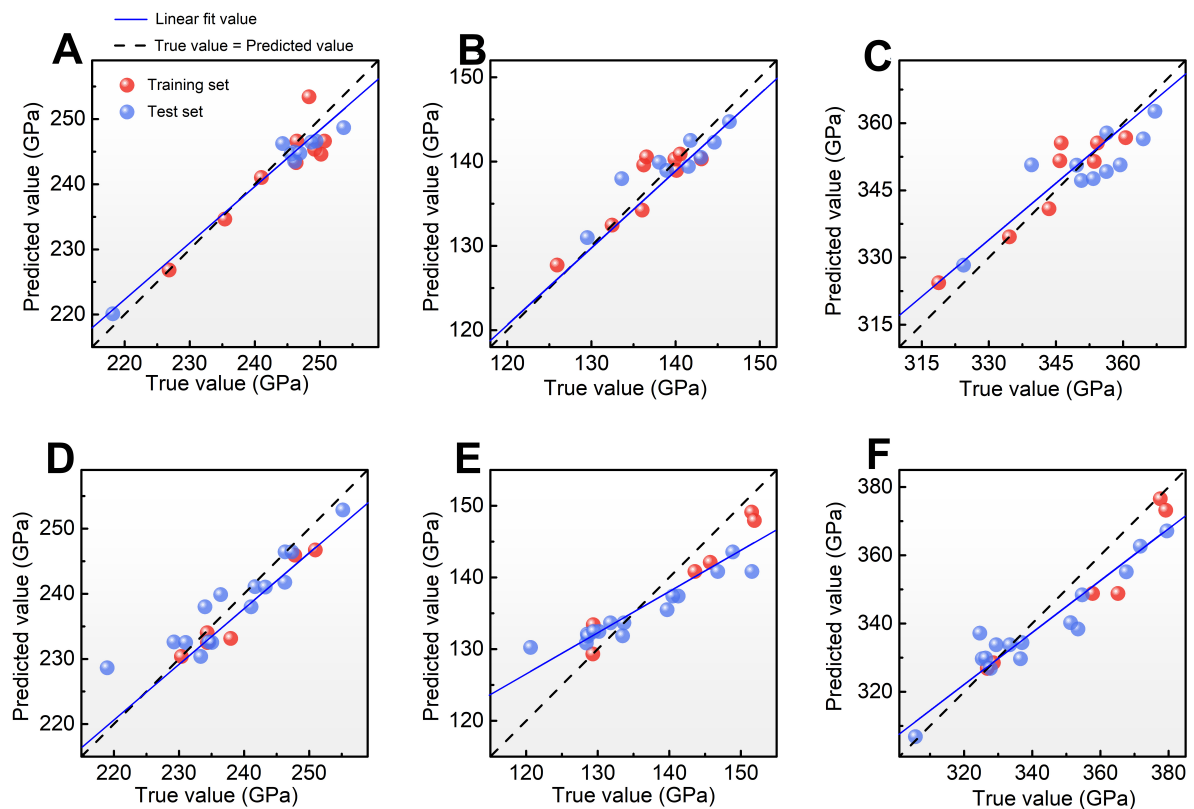 Linear fit value
True value = Predicted value
A
Training set
Test set
250
240
230
220
Predicted value (GPa)
220 230 240 250
True value (GPa)
B
150
140
130
120
Predicted value (GPa)
120 130 140 150
True value (GPa)
C
360
345
330
315
Predicted value (GPa)
315 330 345 360
True value (GPa)
D
250
240
230
220
Predicted value (GPa)
220 230 240 250
True value (GPa)
E
150
140
130
120
Predicted value (GPa)
120 130 140 150
True value (GPa)
F
380
360
340
320
Predicted value (GPa)
320 340 360 380
True value (GPa)